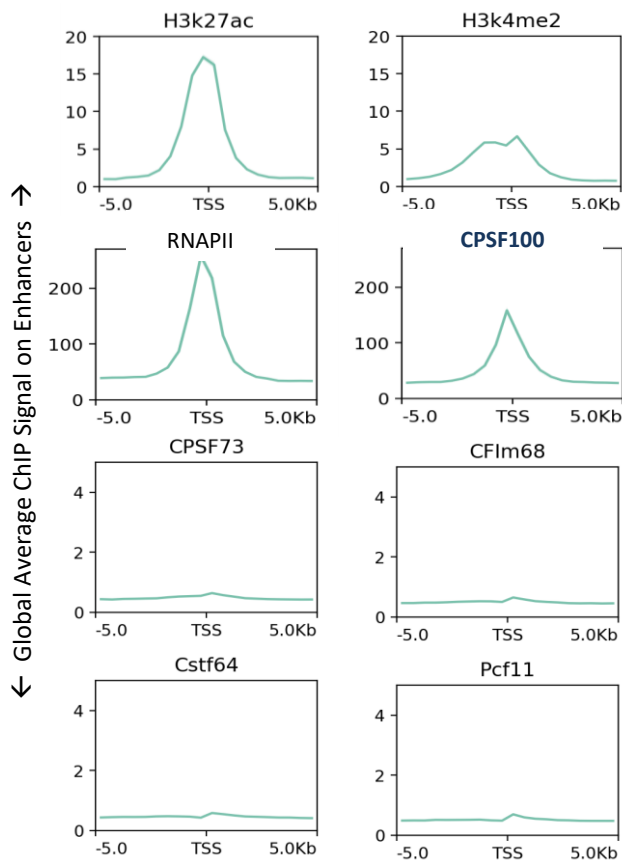 H3k27ac
H3k4me2
20
15
10
5
0
-5.0 TSS 5.0Kb
20
15
10
5
0
-5.0 TSS 5.0Kb
← Global Average ChIP Signal on Enhancers →
RNAPII
CPSF100
200
100
0
-5.0 TSS 5.0Kb
200
100
0
-5.0 TSS 5.0Kb
CPSF73
CFIm68
4
2
0
-5.0 TSS 5.0Kb
4
2
0
-5.0 TSS 5.0Kb
Cstf64
Pcf11
4
2
0
-5.0 TSS 5.0Kb
4
2
0
-5.0 TSS 5.0Kb